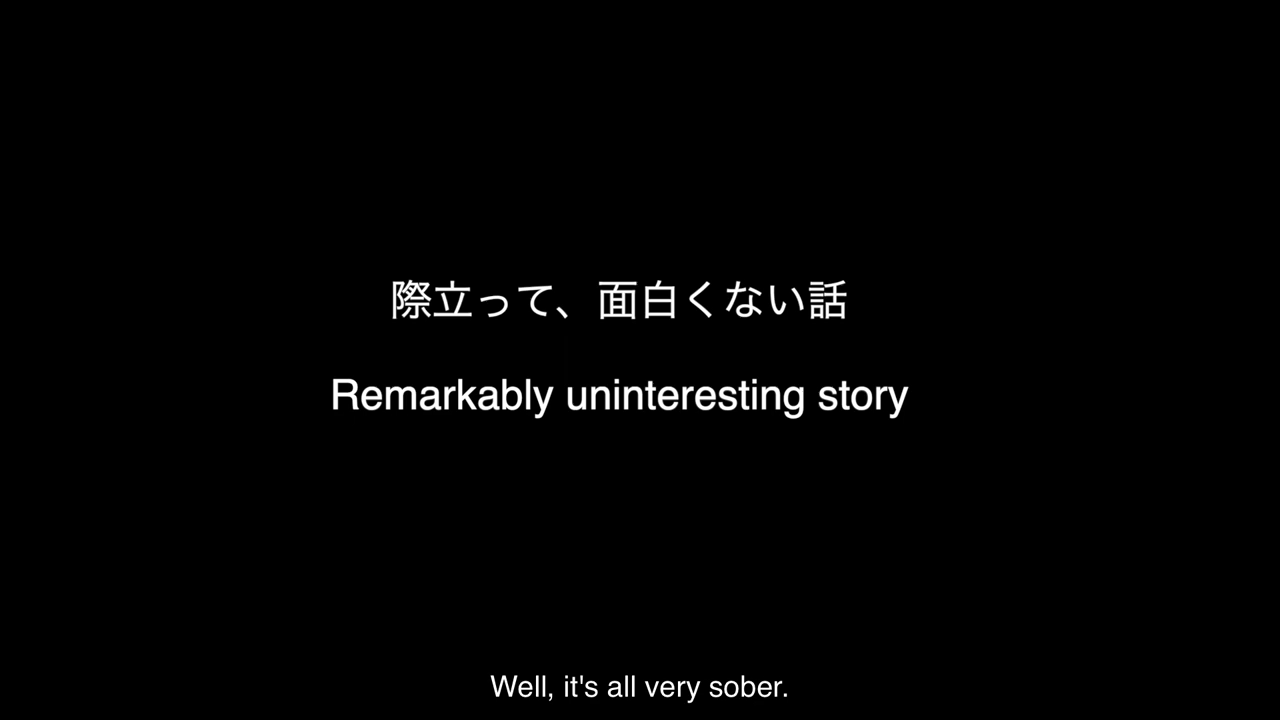 際立って、面白くない話
Remarkably uninteresting story
Well, it's all very sober.